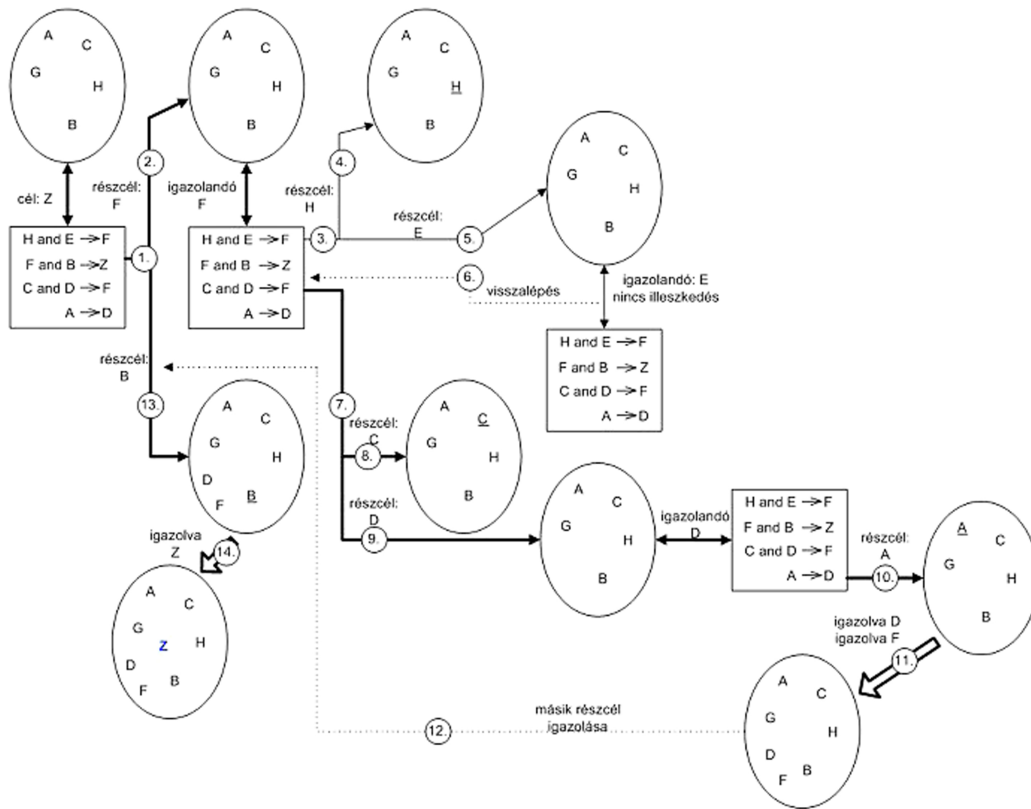 A
C
G
H
B
A
C
G
H
B
A
C
G
H
B
cél: Z
részcél:
F
2.
igazolandó
F
4.
részcél:
H
H and E → F
F and B → Z
C and D → F
A → D
1.
H and E → F
F and B → Z
C and D → F
A → D
3.
részcél:
E
5.
A
C
G
H
B
6.
visszalépés
igazolandó: E
nincs illeszkedés
H and E → F
F and B → Z
C and D → F
A → D
részcél:
B
13.
A
C
G
H
D
B
F
7.
részcél:
C
8.
A
C
G
H
B
részcél:
D
9.
A
C
G
H
B
igazolandó
D
H and E → F
F and B → Z
C and D → F
A → D
részcél:
A
10.
A
C
G
H
B
igazolva D
igazolva F
11.
A
C
G
H
D
B
F
másik részcél
igazolása
12.
igazolva
Z
14.
A
C
G
Z
H
D
B
F